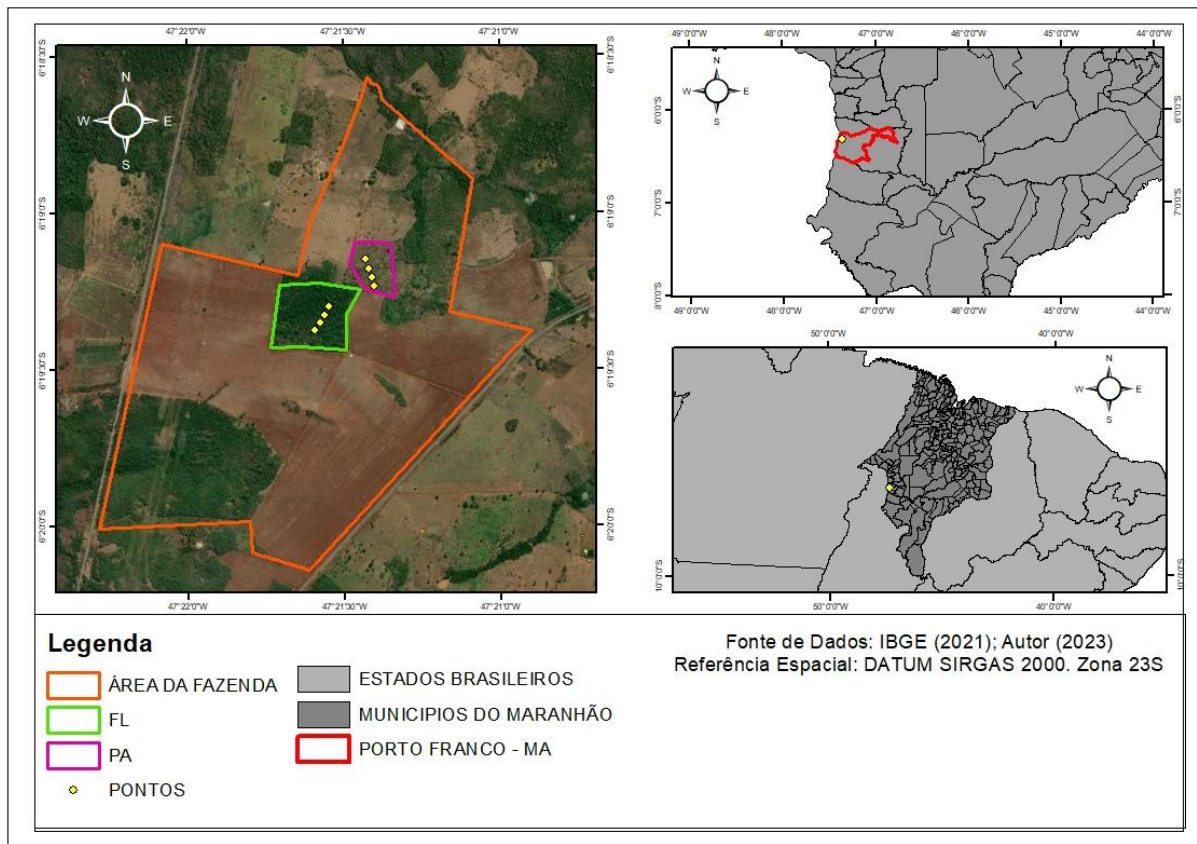 47°22'0"W 47°21'30"W 47°21'0"W
6°18'30"S 6°18'30"S
N
W E
S
6°19'0"S 6°19'0"S
6°19'30"S 6°19'30"S
6°20'0"S 6°20'0"S
47°22'0"W 47°21'30"W 47°21'0"W
49°0'0"W 48°0'0"W 47°0'0"W 46°0'0"W 45°0'0"W 44°0'0"W
N
W E
S
6°0'0"S 6°0'0"S
7°0'0"S 7°0'0"S
8°0'0"S 8°0'0"S
49°0'0"W 48°0'0"W 47°0'0"W 46°0'0"W 45°0'0"W 44°0'0"W
50°0'0"W 40°0'0"W
N
W E
S
10°0'0"S 10°0'0"S
50°0'0"W 40°0'0"W
Legenda
ÁREA DA FAZENDA
FL
PA
PONTOS
ESTADOS BRASILEIROS
MUNICIPIOS DO MARANHÃO
PORTO FRANCO - MA
Fonte de Dados: IBGE (2021); Autor (2023)
Referência Espacial: DATUM SIRGAS 2000. Zona 23S